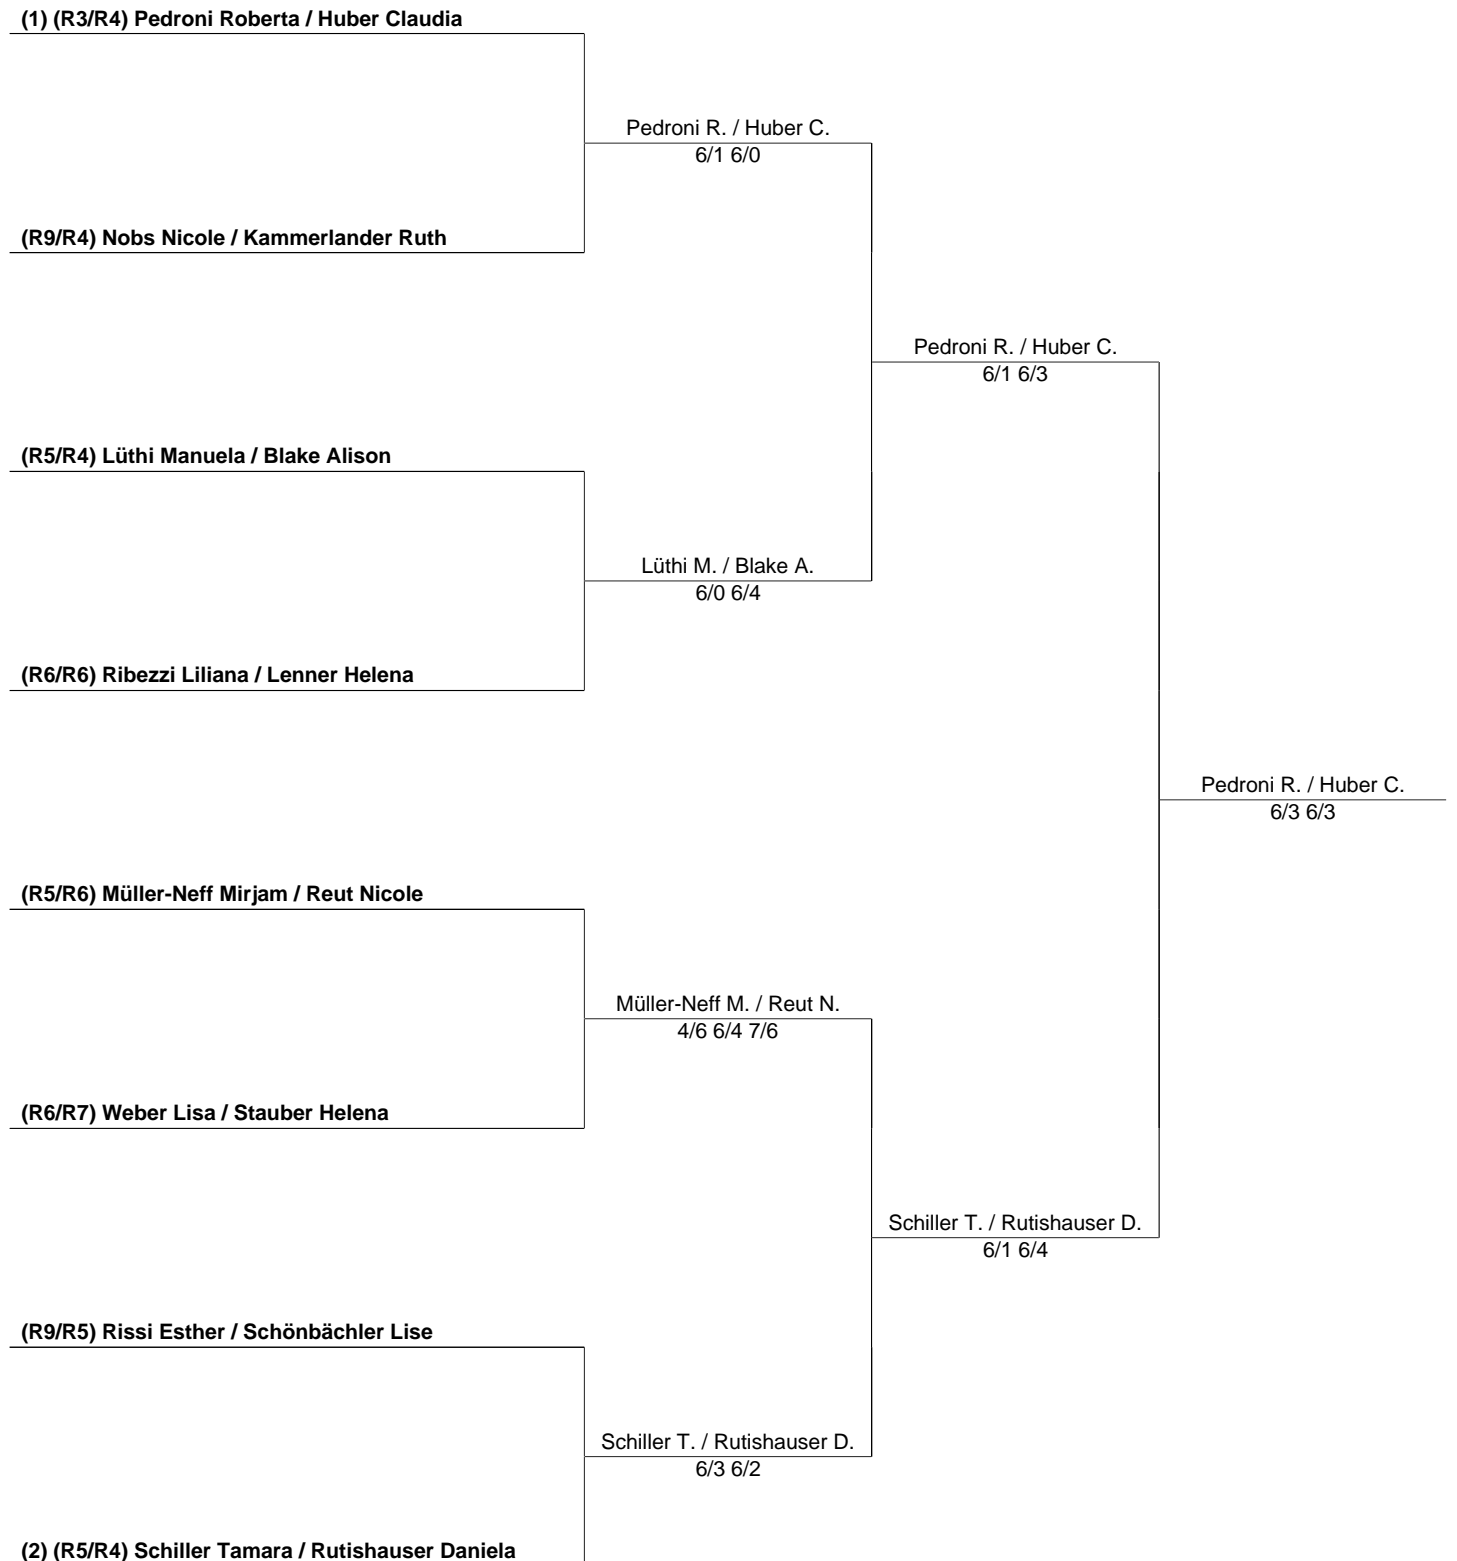 (1) (R3/R4) Pedroni Roberta / Huber Claudia
Pedroni R. / Huber C.
6/1 6/0
(R9/R4) Nobs Nicole / Kammerlander Ruth
Pedroni R. / Huber C.
6/1 6/3
(R5/R4) Lüthi Manuela / Blake Alison
Lüthi M. / Blake A.
6/0 6/4
(R6/R6) Ribezzi Liliana / Lenner Helena
Pedroni R. / Huber C.
6/3 6/3
(R5/R6) Müller-Neff Mirjam / Reut Nicole
Müller-Neff M. / Reut N.
4/6 6/4 7/6
(R6/R7) Weber Lisa / Stauber Helena
Schiller T. / Rutishauser D.
6/1 6/4
(R9/R5) Rissi Esther / Schönbächler Lise
Schiller T. / Rutishauser D.
6/3 6/2
(2) (R5/R4) Schiller Tamara / Rutishauser Daniela